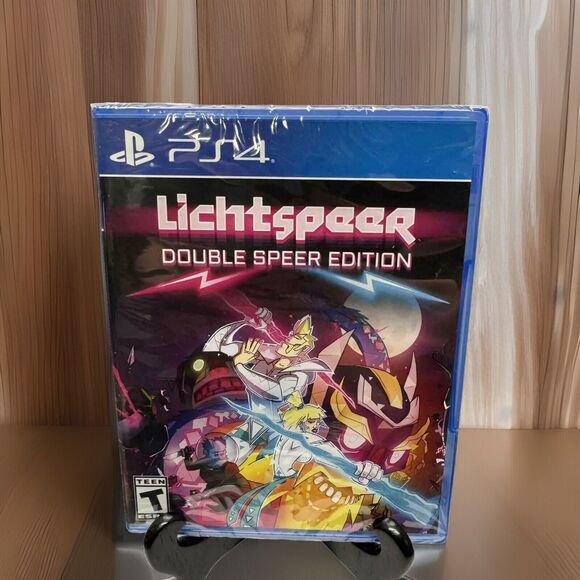 PS4
Lichtspeer
DOUBLE SPEER EDITION
TEEN
T
ESRB